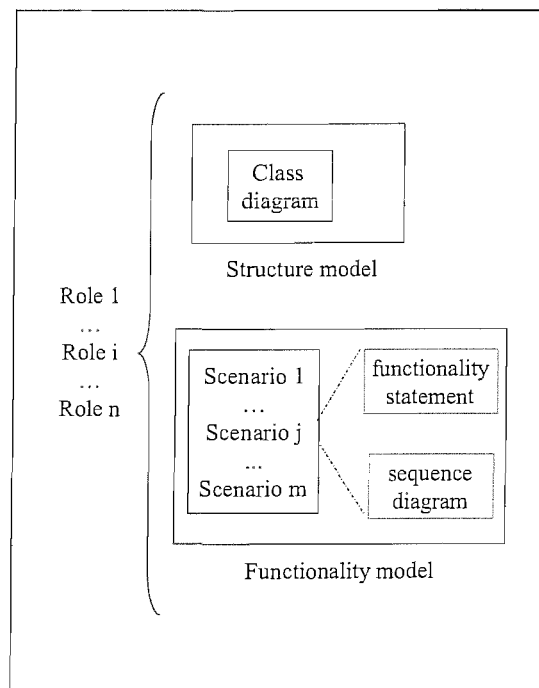 Class
diagram
Structure model
Role 1
...
Role i
...
Role n
Scenario 1
...
Scenario j
...
Scenario m
functionality
statement
sequence
diagram
Functionality model